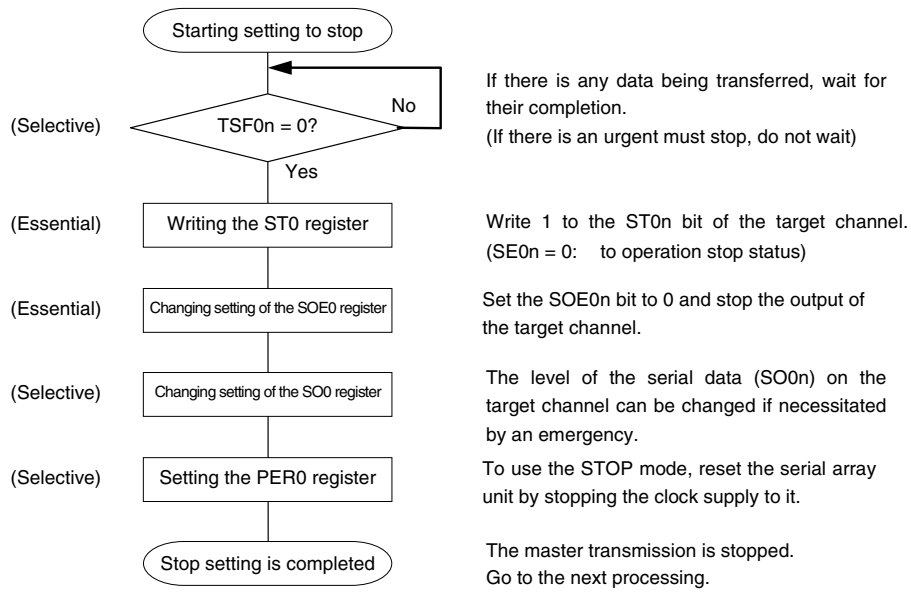 Starting setting to stop
If there is any data being transferred, wait for
their completion.
(If there is an urgent must stop, do not wait)
(Selective)
TSF0n = 0?
No
Yes
(Essential)
Writing the ST0 register
Write 1 to the ST0n bit of the target channel.
(SE0n = 0: to operation stop status)
(Essential)
Changing setting of the SOE0 register
Set the SOE0n bit to 0 and stop the output of
the target channel.
(Selective)
Changing setting of the SO0 register
The level of the serial data (SO0n) on the
target channel can be changed if necessitated
by an emergency.
(Selective)
Setting the PER0 register
To use the STOP mode, reset the serial array
unit by stopping the clock supply to it.
Stop setting is completed
The master transmission is stopped.
Go to the next processing.